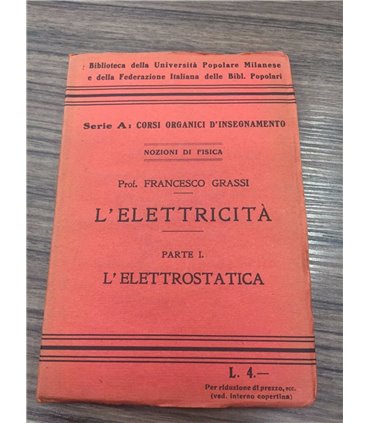 Biblioteca della Università Popolare Milanese
e della Federazione Italiana delle Bibl. Popolari
Serie A: CORSI ORGANICI D'INSEGNAMENTO
NOZIONI DI FISICA
Prof. FRANCESCO GRASSI
L'ELETTRICITÀ
PARTE I.
L'ELETTROSTATICA
L. 4.—
Per riduzione di prezzo, ecc.
(ved. interno copertina)